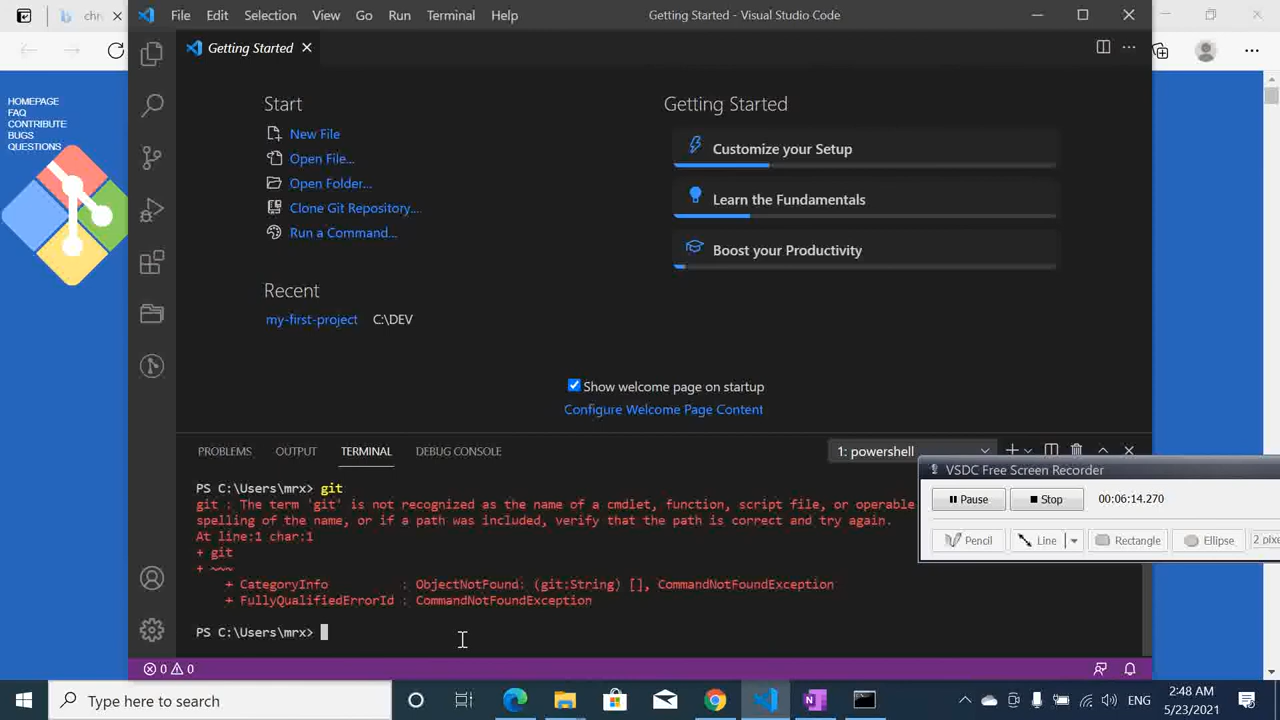 chr
File Edit Selection View Go Run Terminal Help
Getting Started - Visual Studio Code
Getting Started
HOMEPAGE
FAQ
CONTRIBUTE
BUGS
QUESTIONS
Start
New File
Open File...
Open Folder...
Clone Git Repository...
Run a Command...
Recent
my-first-project C:\DEV
Getting Started
Customize your Setup
Learn the Fundamentals
Boost your Productivity
Show welcome page on startup
Configure Welcome Page Content
PROBLEMS OUTPUT TERMINAL DEBUG CONSOLE
1: powershell
PS C:\Users\mrx> git
git : The term 'git' is not recognized as the name of a cmdlet, function, script file, or operable
spelling of the name, or if a path was included, verify that the path is correct and try again.
At line:1 char:1
+ git
+ ~~~
+ CategoryInfo : ObjectNotFound: (git:String) [], CommandNotFoundException
+ FullyQualifiedErrorId : CommandNotFoundException
PS C:\Users\mrx>
VSDC Free Screen Recorder
Pause Stop 00:06:14.270
Pencil Line Rectangle Ellipse 2 pixe
0 0
Type here to search
ENG
2:48 AM
5/23/2021